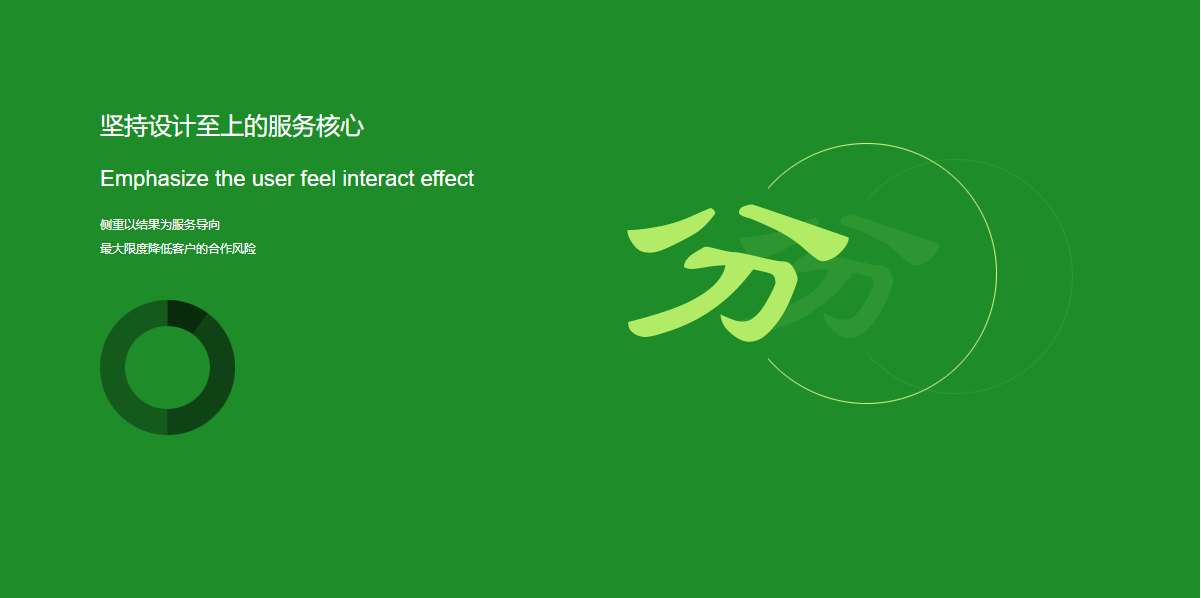 坚持设计至上的服务核心
Emphasize the user feel interact effect
侧重以结果为服务导向
最大限度降低客户的合作风险
分
分